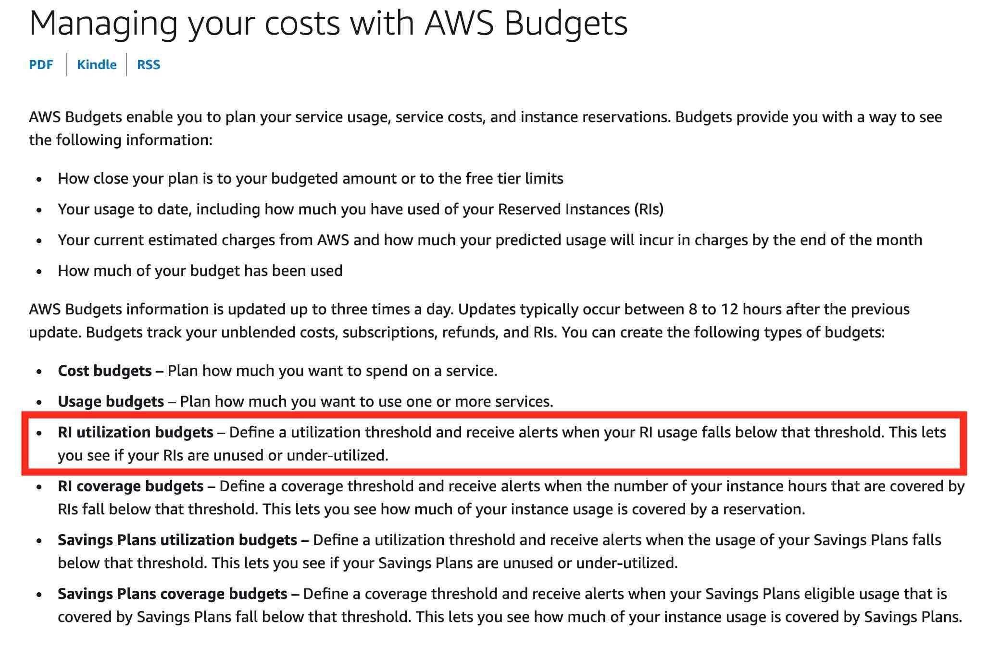 Managing your costs with AWS Budgets
PDF | Kindle | RSS
AWS Budgets enable you to plan your service usage, service costs, and instance reservations. Budgets provide you with a way to see
the following information:
• How close your plan is to your budgeted amount or to the free tier limits
• Your usage to date, including how much you have used of your Reserved Instances (RIs)
• Your current estimated charges from AWS and how much your predicted usage will incur in charges by the end of the month
• How much of your budget has been used
AWS Budgets information is updated up to three times a day. Updates typically occur between 8 to 12 hours after the previous
update. Budgets track your unblended costs, subscriptions, refunds, and RIs. You can create the following types of budgets:
• Cost budgets – Plan how much you want to spend on a service.
• Usage budgets – Plan how much you want to use one or more services.
• RI utilization budgets – Define a utilization threshold and receive alerts when your RI usage falls below that threshold. This lets
you see if your RIs are unused or under-utilized.
• RI coverage budgets – Define a coverage threshold and receive alerts when the number of your instance hours that are covered by
RIs fall below that threshold. This lets you see how much of your instance usage is covered by a reservation.
• Savings Plans utilization budgets – Define a utilization threshold and receive alerts when the usage of your Savings Plans falls
below that threshold. This lets you see if your Savings Plans are unused or under-utilized.
• Savings Plans coverage budgets – Define a coverage threshold and receive alerts when your Savings Plans eligible usage that is
covered by Savings Plans fall below that threshold. This lets you see how much of your instance usage is covered by Savings Plans.